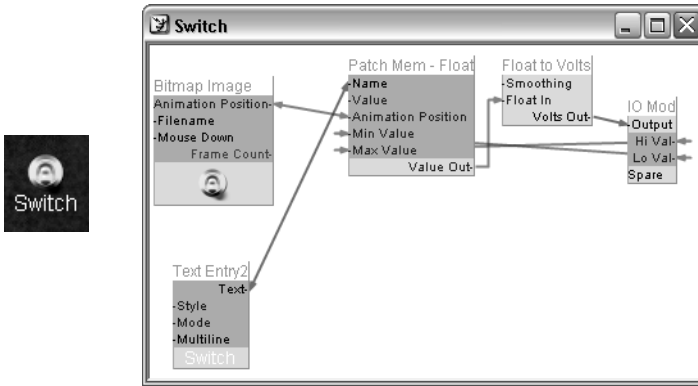 Switch
Switch
Bitmap Image
Animation Position-
-Filename
-Mouse Down
Frame Count-
Patch Mem - Float
-Name
-Value
-Animation Position
-Min Value
-Max Value
Value Out-
Float to Volts
-Smoothing
-Float In
Volts Out-
IO Mod
-Output
Hi Val-
Lo Val-
Spare
Text Entry2
Text-
-Style
-Mode
-Multiline
Switch